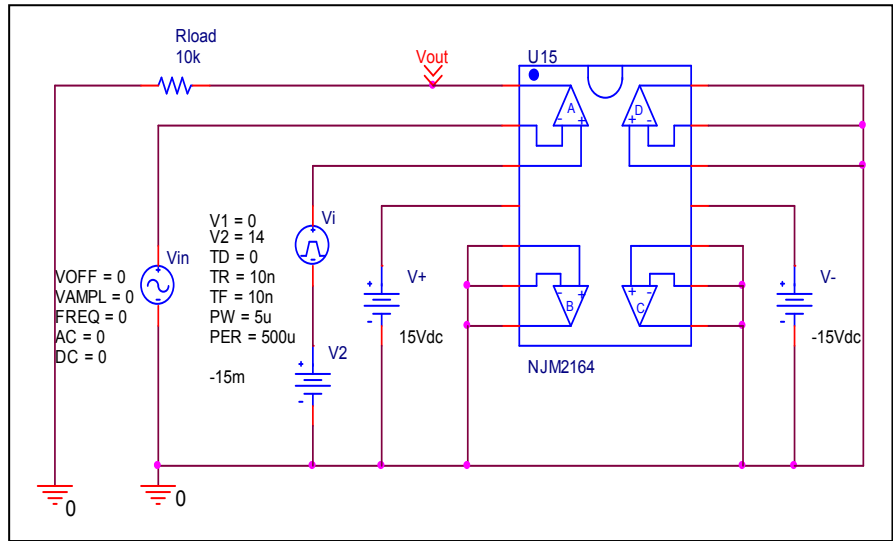 Rload
10k
Vout
U15
A
- +
D
+ -
Vin
VOFF = 0
VAMPL = 0
FREQ = 0
AC = 0
DC = 0
V1 = 0
V2 = 14
TD = 0
TR = 10n
TF = 10n
PW = 5u
PER = 500u
Vi
V2
-15m
V+
15Vdc
- +
B
+ -
C
NJM2164
V-
-15Vdc
0
0